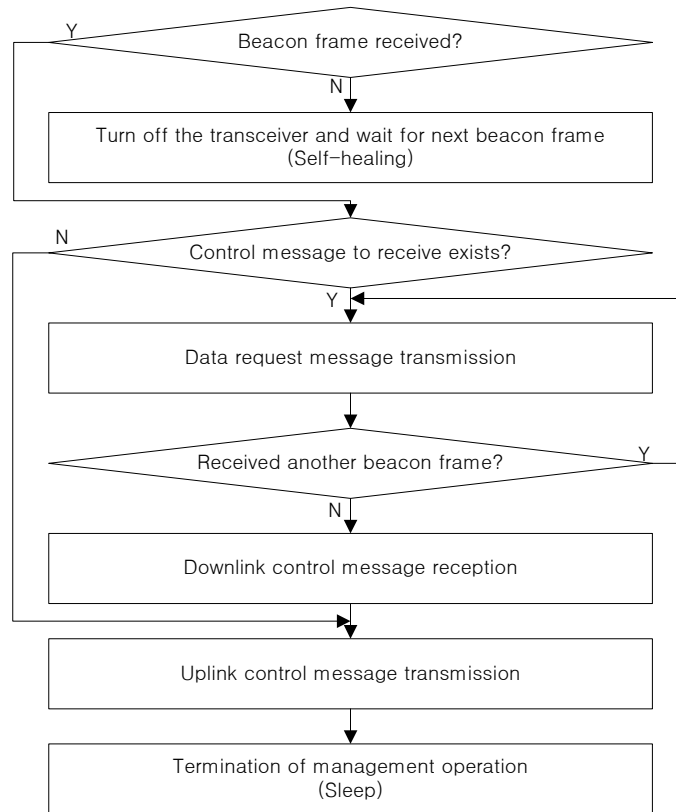 Y
Beacon frame received?
N
Turn off the transceiver and wait for next beacon frame
(Self-healing)
N
Control message to receive exists?
Y
Data request message transmission
Received another beacon frame?
Y
N
Downlink control message reception
Uplink control message transmission
Termination of management operation
(Sleep)